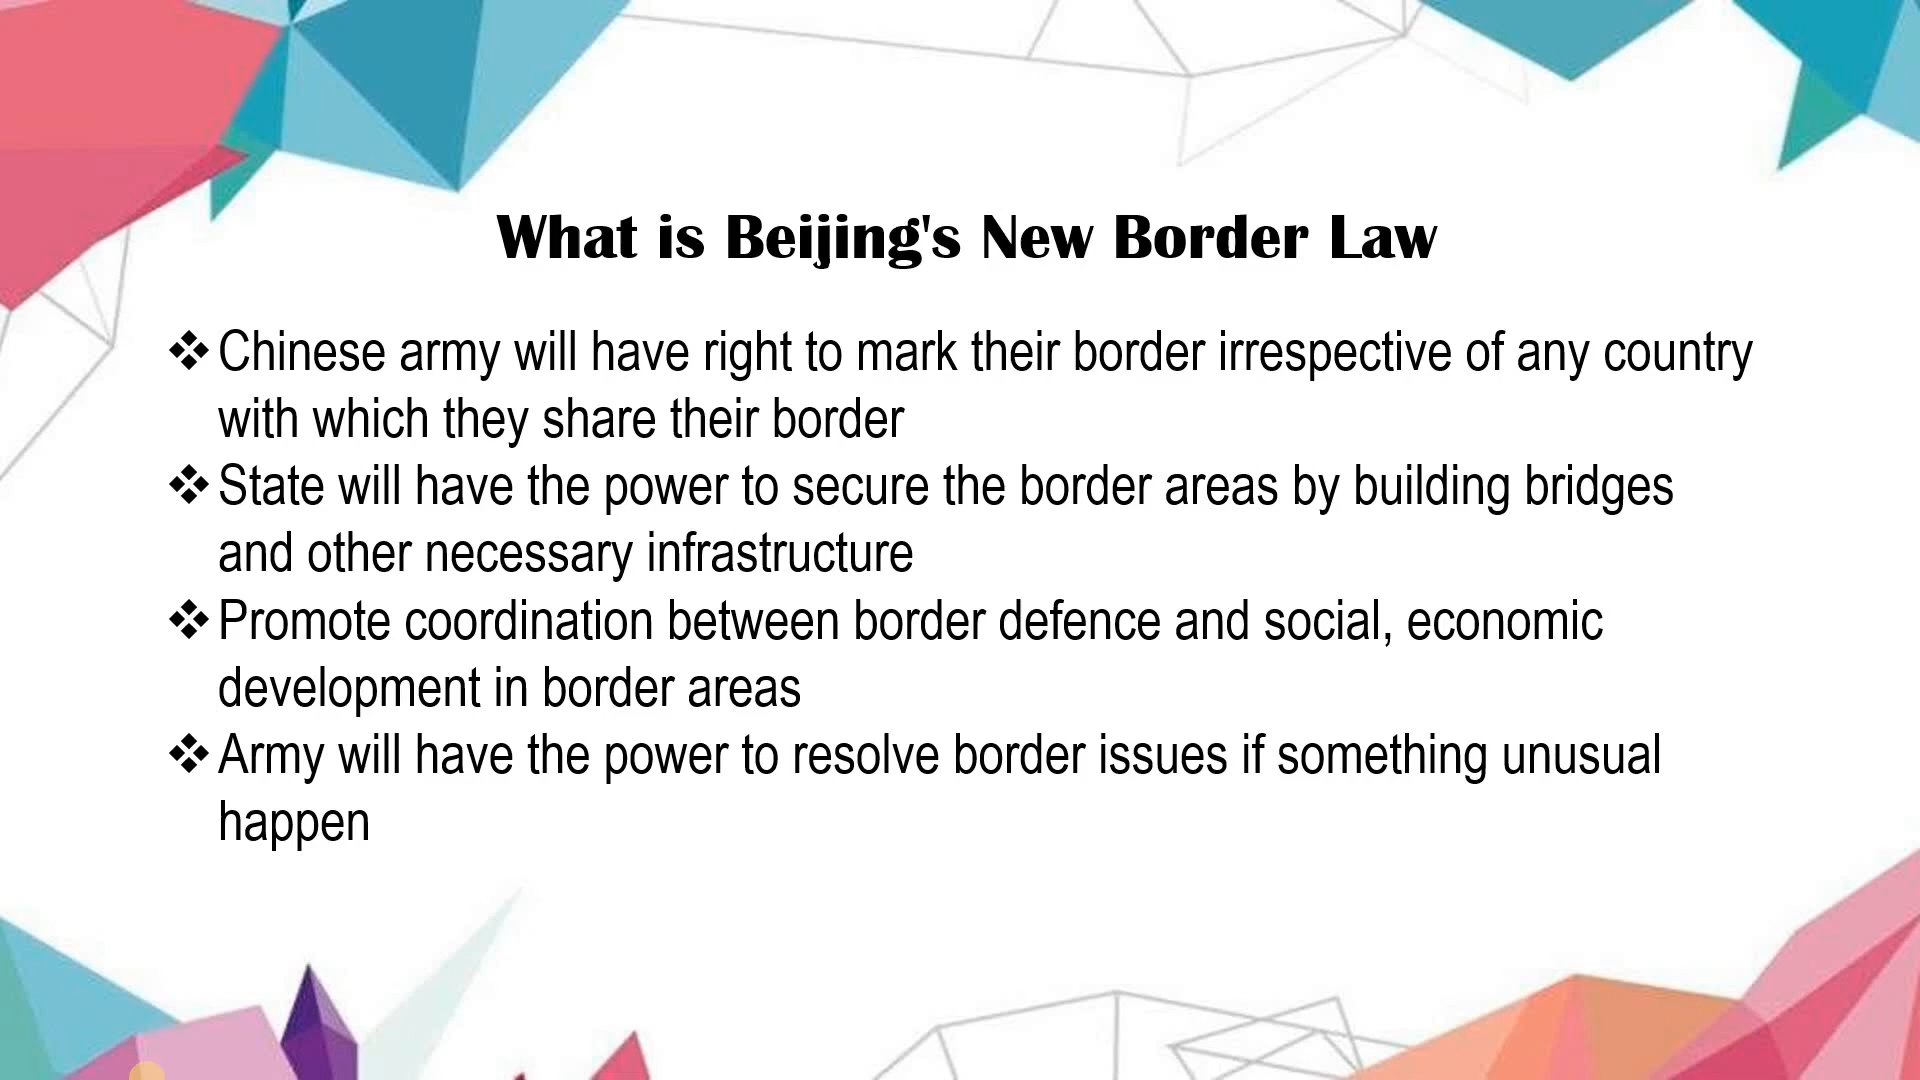 What is Beijing's New Border Law
❖Chinese army will have right to mark their border irrespective of any country
with which they share their border
❖State will have the power to secure the border areas by building bridges
and other necessary infrastructure
❖Promote coordination between border defence and social, economic
development in border areas
❖Army will have the power to resolve border issues if something unusual
happen